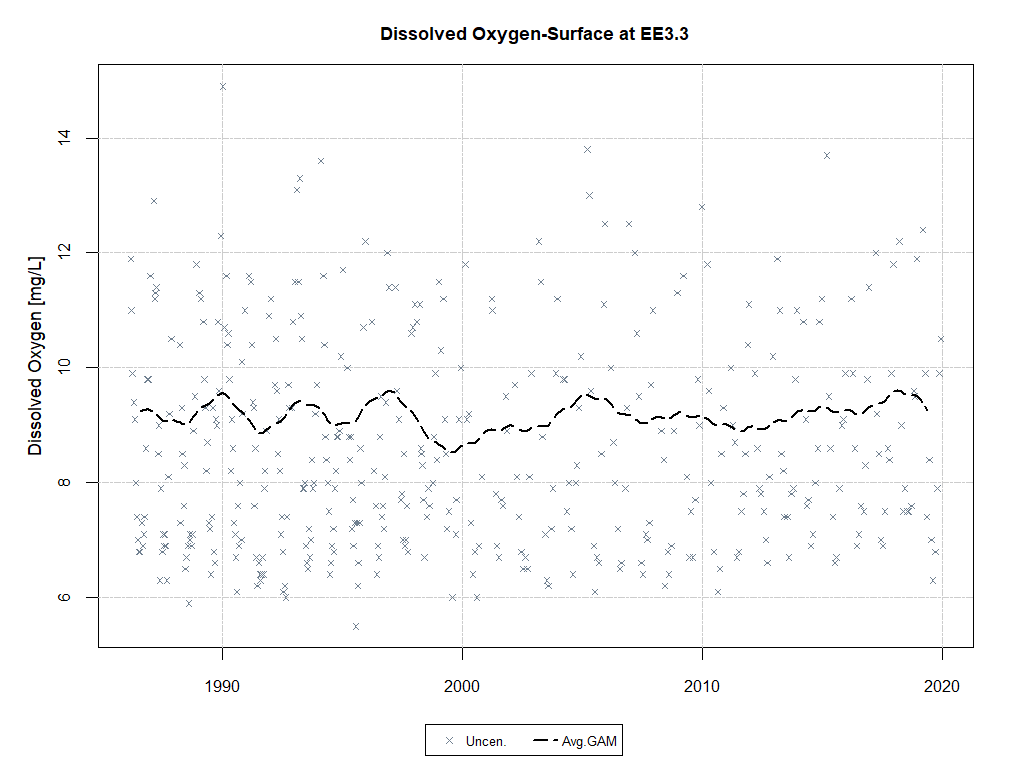 Dissolved Oxygen-Surface at EE3.3
Dissolved Oxygen [mg/L]
14
12
10
8
6
1990
2000
2010
2020
Uncen.
Avg.GAM